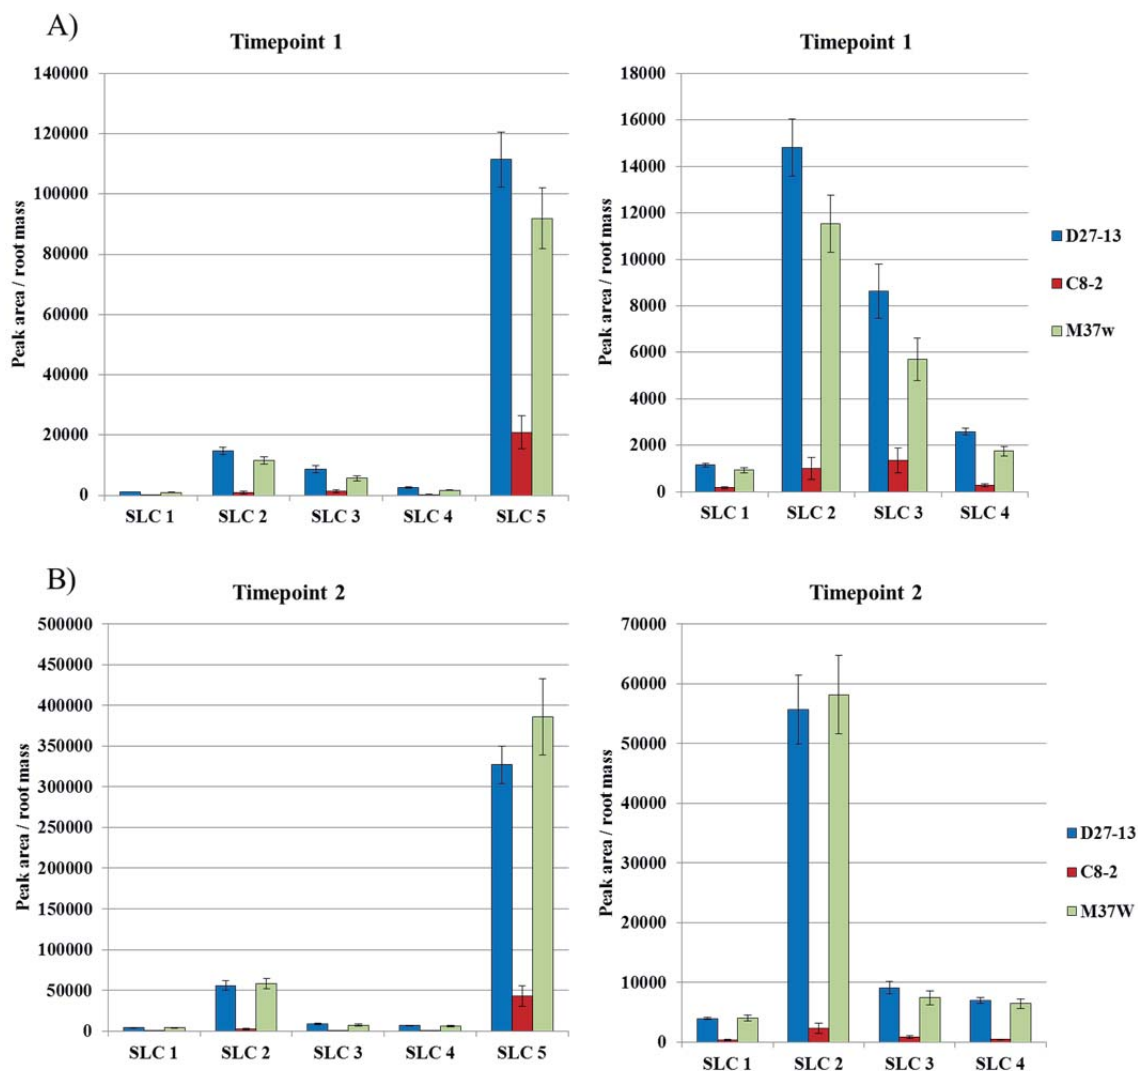 A)
Timepoint 1
Peak area / root mass
140000
120000
100000
80000
60000
40000
20000
0
SLC 1 SLC 2 SLC 3 SLC 4 SLC 5
Timepoint 1
Peak area / root mass
18000
16000
14000
12000
10000
8000
6000
4000
2000
0
SLC 1 SLC 2 SLC 3 SLC 4
D27-13
C8-2
M37w
B)
Timepoint 2
Peak area / root mass
500000
450000
400000
350000
300000
250000
200000
150000
100000
50000
0
SLC 1 SLC 2 SLC 3 SLC 4 SLC 5
Timepoint 2
Peak area / root mass
70000
60000
50000
40000
30000
20000
10000
0
SLC 1 SLC 2 SLC 3 SLC 4
D27-13
C8-2
M37W